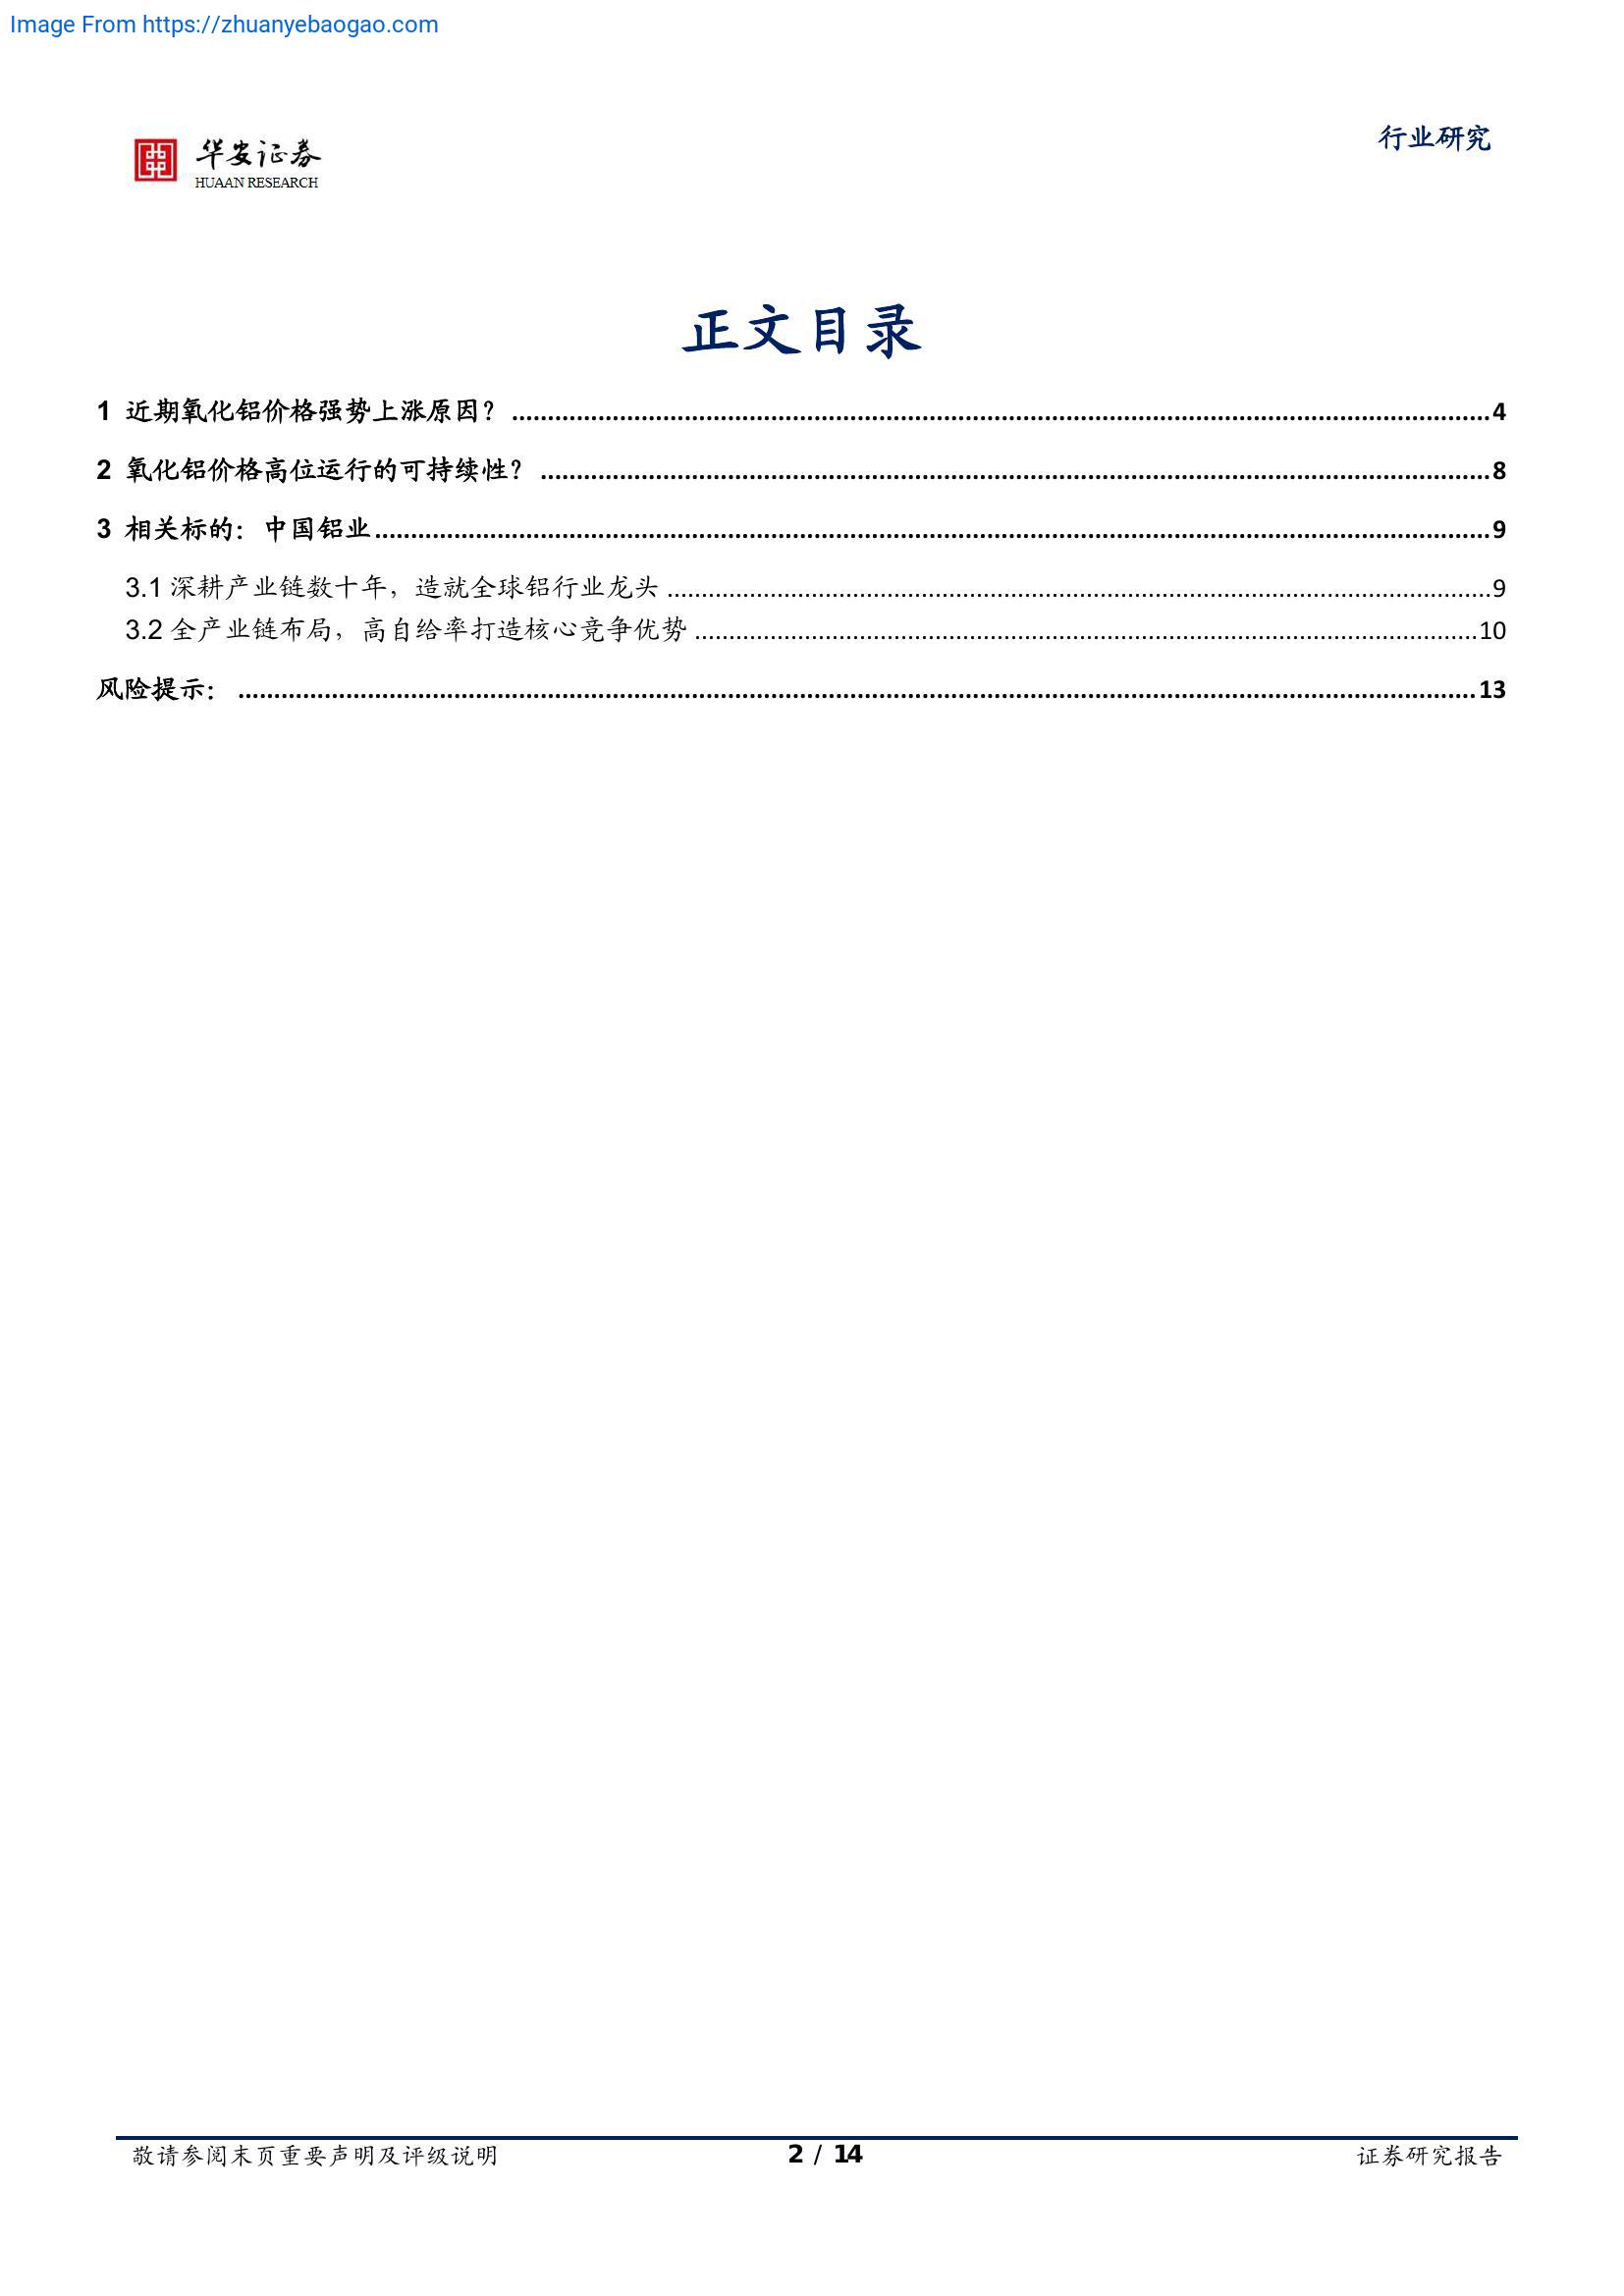 Image From https://zhuanyebaogao.com
华安证券
HUAAN RESEARCH
行业研究
正文目录
1 近期氧化铝价格强势上涨原因？ ........................................ 4
2 氧化铝价格高位运行的可持续性？ ........................................ 8
3 相关标的：中国铝业 ........................................ 9
3.1 深耕产业链数十年，造就全球铝行业龙头 ........................................ 9
3.2 全产业链布局，高自给率打造核心竞争优势 ........................................ 10
风险提示： ........................................ 13
敬请参阅末页重要声明及评级说明
2 / 14
证券研究报告